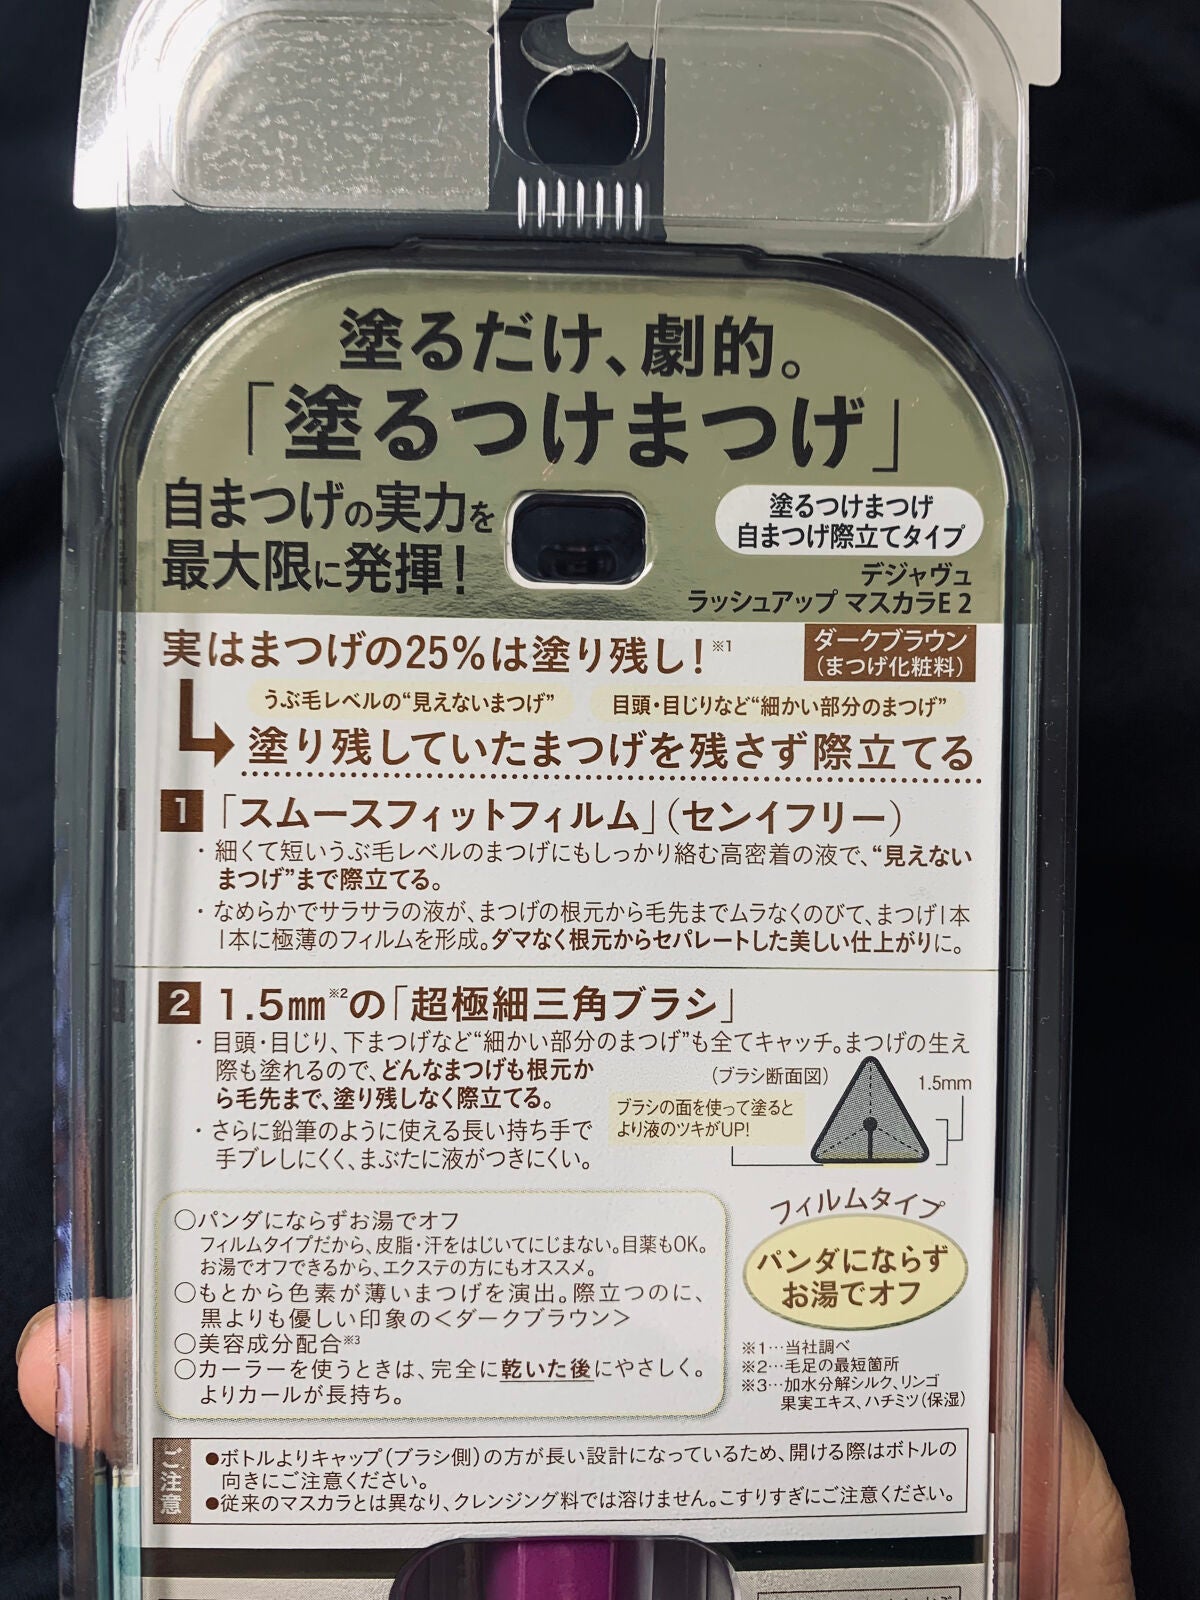 塗るだけ、劇的。
「塗るつけまつげ」
自まつげの実力を
最大限に発揮！
塗るつけまつげ
自まつげ際立てタイプ
デジャヴュ
ラッシュアップ マスカラE 2
ダークブラウン
（まつげ化粧料）
実はまつげの25％は塗り残し！※1
うぶ毛レベルの“見えないまつげ”
目頭・目じりなど“細かい部分のまつげ”
塗り残していたまつげを残さず際立てる
1 「スムースフィットフィルム」（センイフリー）
・細くて短いうぶ毛レベルのまつげにもしっかり絡む高密着の液で、“見えない
まつげ”まで際立てる。
・なめらかでサラサラの液が、まつげの根元から毛先までムラなくのびて、まつげ1本
1本に極薄のフィルムを形成。ダマなく根元からセパレートした美しい仕上がりに。
2 1.5㎜※2の「超極細三角ブラシ」
・目頭・目じり、下まつげなど“細かい部分のまつげ”も全てキャッチ。まつげの生え
際も塗れるので、どんなまつげも根元か
ら毛先まで、塗り残しなく際立てる。
・さらに鉛筆のように使える長い持ち手で
手ブレしにくく、まぶたに液がつきにくい。
（ブラシ断面図）
1.5mm
ブラシの面を使って塗ると
より液のツキがUP!
○パンダにならずお湯でオフ
フィルムタイプだから、皮脂・汗をはじいてにじまない。目薬もOK。
お湯でオフできるから、エクステの方にもオススメ。
○もとから色素が薄いまつげを演出。際立つのに、
黒よりも優しい印象の＜ダークブラウン＞
○美容成分配合※3
○カーラーを使うときは、完全に乾いた後にやさしく。
よりカールが長持ち。
フィルムタイプ
パンダにならず
お湯でオフ
※1…当社調べ
※2…毛足の最短箇所
※3…加水分解シルク、リンゴ
果実エキス、ハチミツ（保湿）
ご注意
●ボトルよりキャップ（ブラシ側）の方が長い設計になっているため、開ける際はボトルの
向きにご注意ください。
●従来のマスカラとは異なり、クレンジング料では溶けません。こすりすぎにご注意ください。